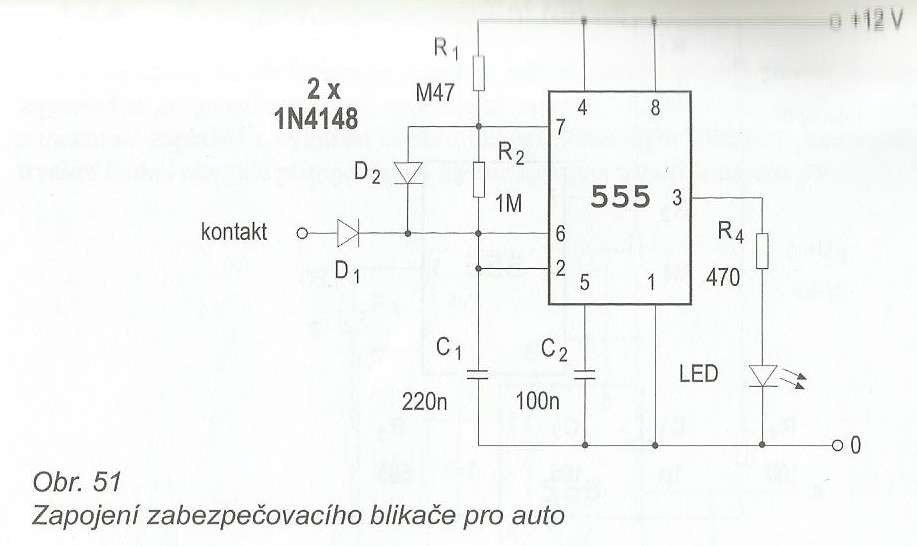 +12 V
R1
M47
2 x
1N4148
4
8
7
R2
D2
1M
555
3
kontakt
6
R4
D1
2
5
1
470
C1
C2
LED
220n
100n
0
Obr. 51
Zapojení zabezpečovacího blikače pro auto